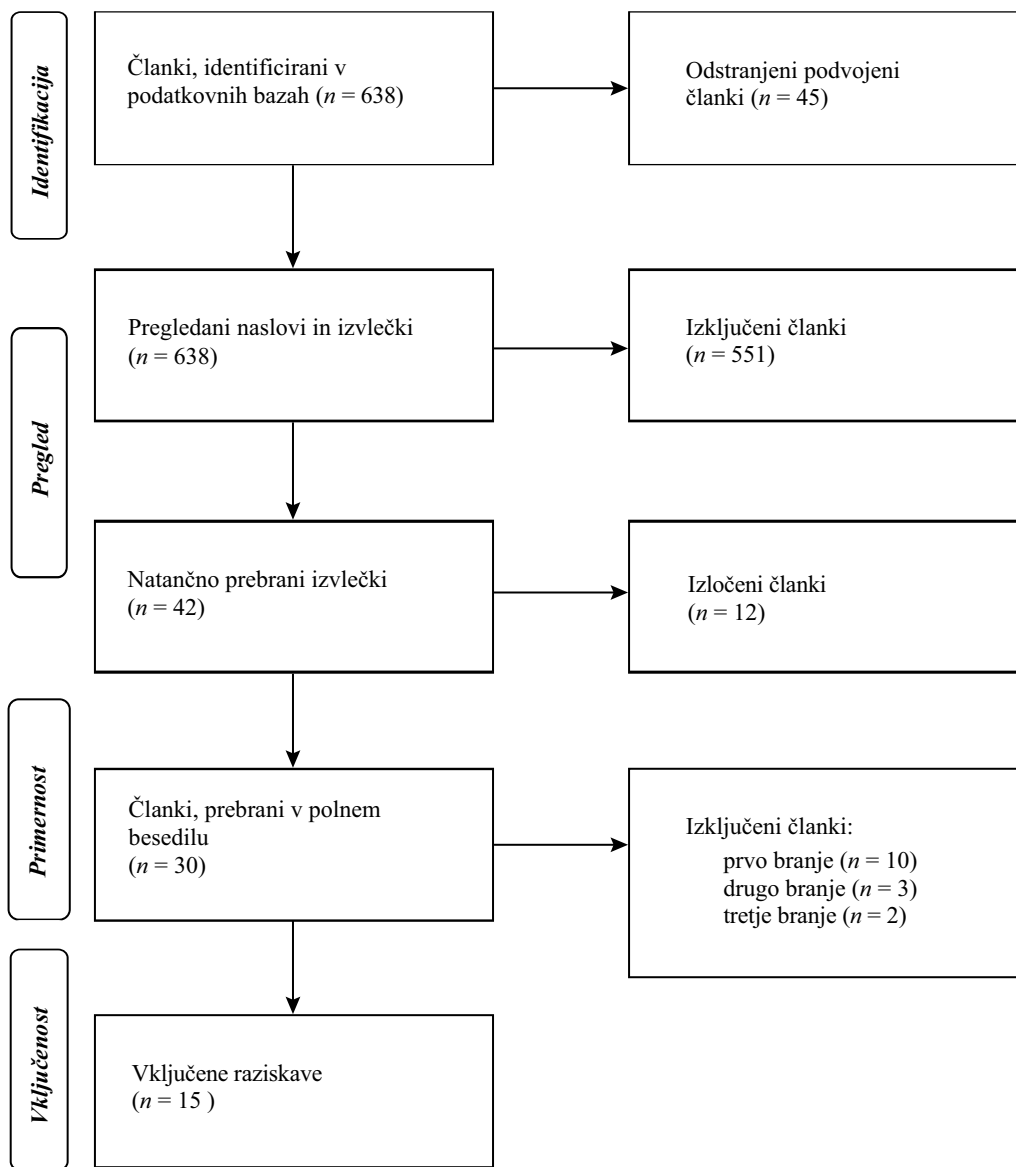 Identifikacija
Članki, identificirani v
podatkovnih bazah (n = 638)
Odstranjeni podvojeni
članki (n = 45)
Pregled
Pregledani naslovi in izvlečki
(n = 638)
Izključeni članki
(n = 551)
Natančno prebrani izvlečki
(n = 42)
Izločeni članki
(n = 12)
Primernost
Članki, prebrani v polnem
besedilu
(n = 30)
Izključeni članki:
prvo branje (n = 10)
drugo branje (n = 3)
tretje branje (n = 2)
Vključenost
Vključene raziskave
(n = 15 )